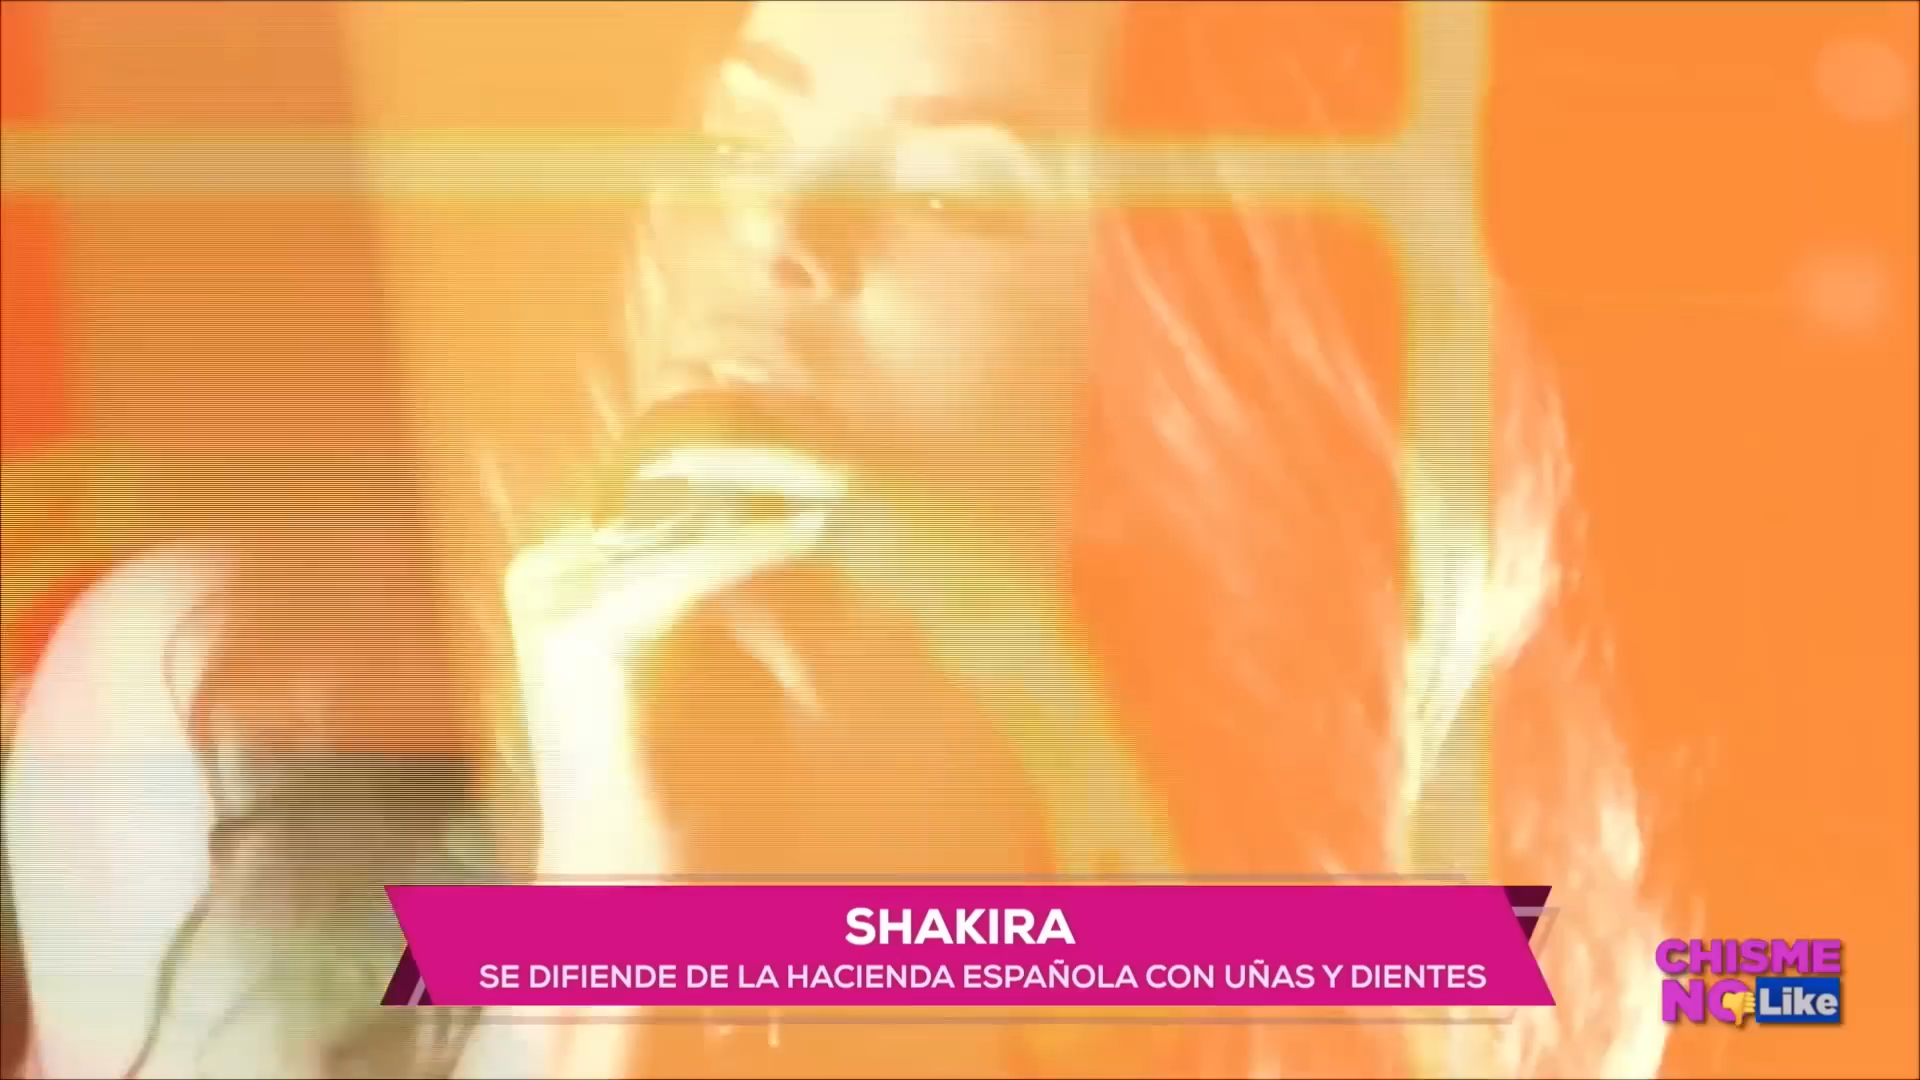 SHAKIRA
SE DIFIENDE DE LA HACIENDA ESPAÑOLA CON UÑAS Y DIENTES
CHISME
NO Like